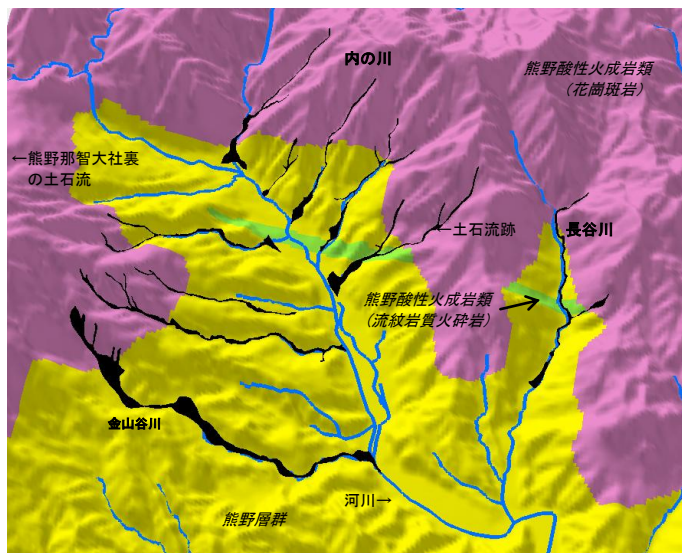 内の川
熊野酸性火成岩類
（花崗斑岩）
←熊野那智大社裏
の土石流
←土石流跡
長谷川
熊野酸性火成岩類
（流紋岩質火砕岩）
金山谷川
河川→
熊野層群